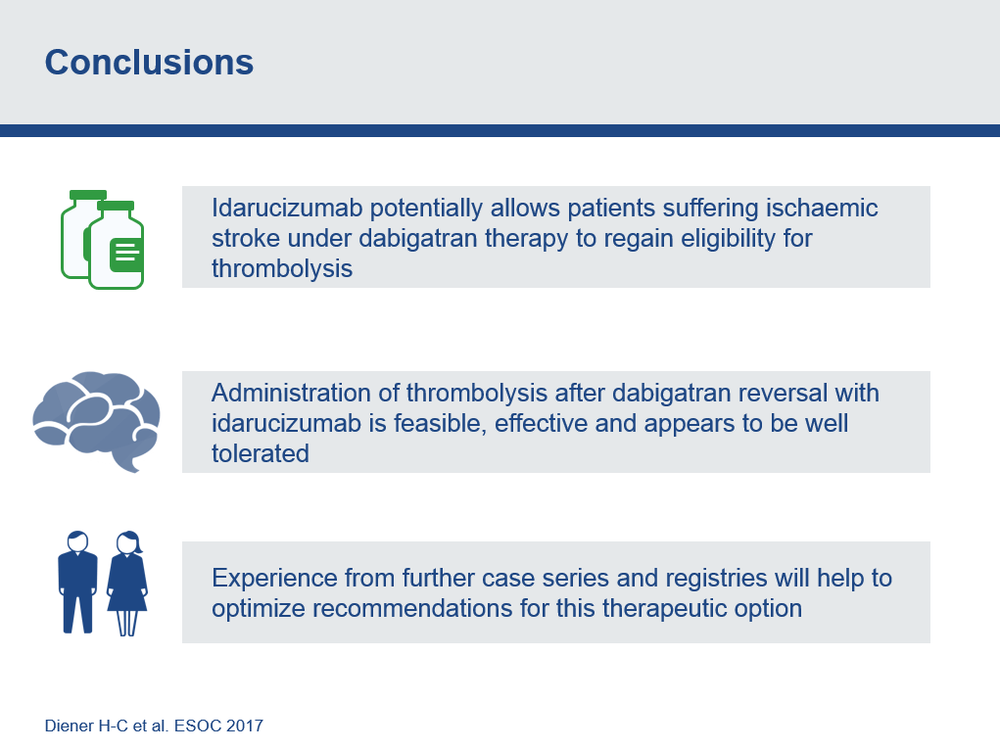 Conclusions
Idarucizumab potentially allows patients suffering ischaemic
stroke under dabigatran therapy to regain eligibility for
thrombolysis
Administration of thrombolysis after dabigatran reversal with
idarucizumab is feasible, effective and appears to be well
tolerated
Experience from further case series and registries will help to
optimize recommendations for this therapeutic option
Diener H-C et al. ESOC 2017